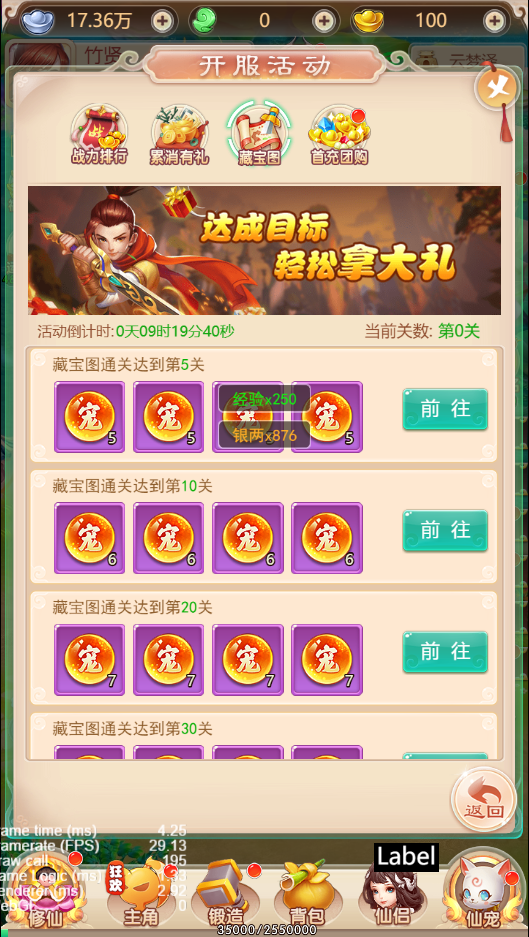 17.36万
0
100
竹贤
云梦泽
开服活动
战力排行
累消有礼
藏宝图
首充团购
达成目标
轻松拿大礼
活动倒计时:0天09时19分40秒
当前关数: 第0关
藏宝图通关达到第5关
宠 5
宠 5
5
宠 5
经验x250
银两x876
前往
藏宝图通关达到第10关
宠 6
宠 6
宠 6
宠 6
前往
藏宝图通关达到第20关
宠 7
宠 7
宠 7
宠 7
前往
藏宝图通关达到第30关
返回
rame time (ms) 4.25
amerate (FPS) 29.13
raw call 195
ame Logic (ms) 1.38
enderer (ms) 2.92
0
Label
狂欢
修仙
主角
锻造
背包
仙侣
仙宠
35000/2550000